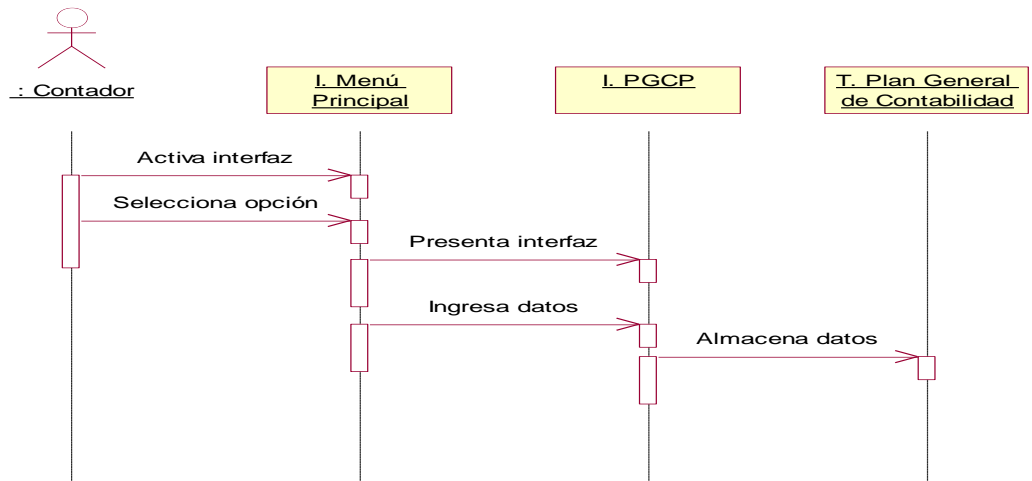 : Contador
I. Menú
Principal
I. PGCP
T. Plan General
de Contabilidad
Activa interfaz
Selecciona opción
Presenta interfaz
Ingresa datos
Almacena datos